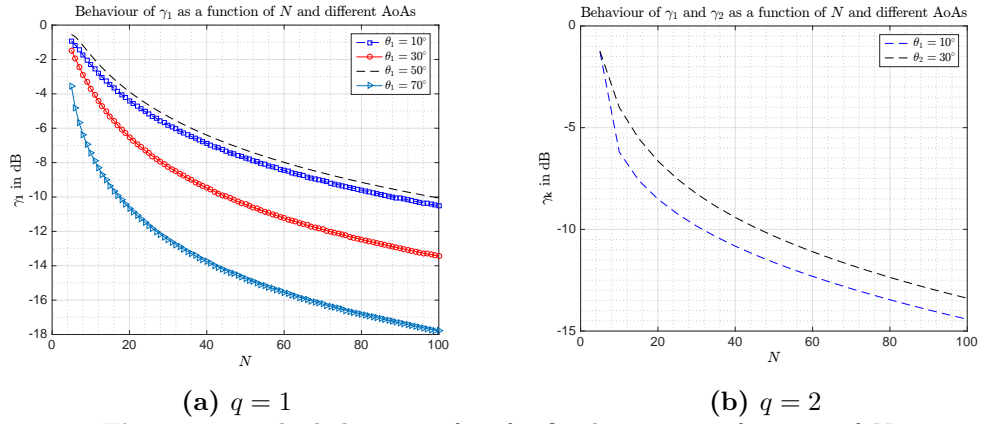 Behaviour of γ₁ as a function of N and different AoAs
θ₁ = 10°
θ₁ = 30°
θ₁ = 50°
θ₁ = 70°
γ₁ in dB
0
-2
-4
-6
-8
-10
-12
-14
-16
-18
0 20 40 60 80 100
N
(a) q = 1
Behaviour of γ₁ and γ₂ as a function of N and different AoAs
θ₁ = 10°
θ₂ = 30°
γₖ in dB
0
-5
-10
-15
0 20 40 60 80 100
N
(b) q = 2